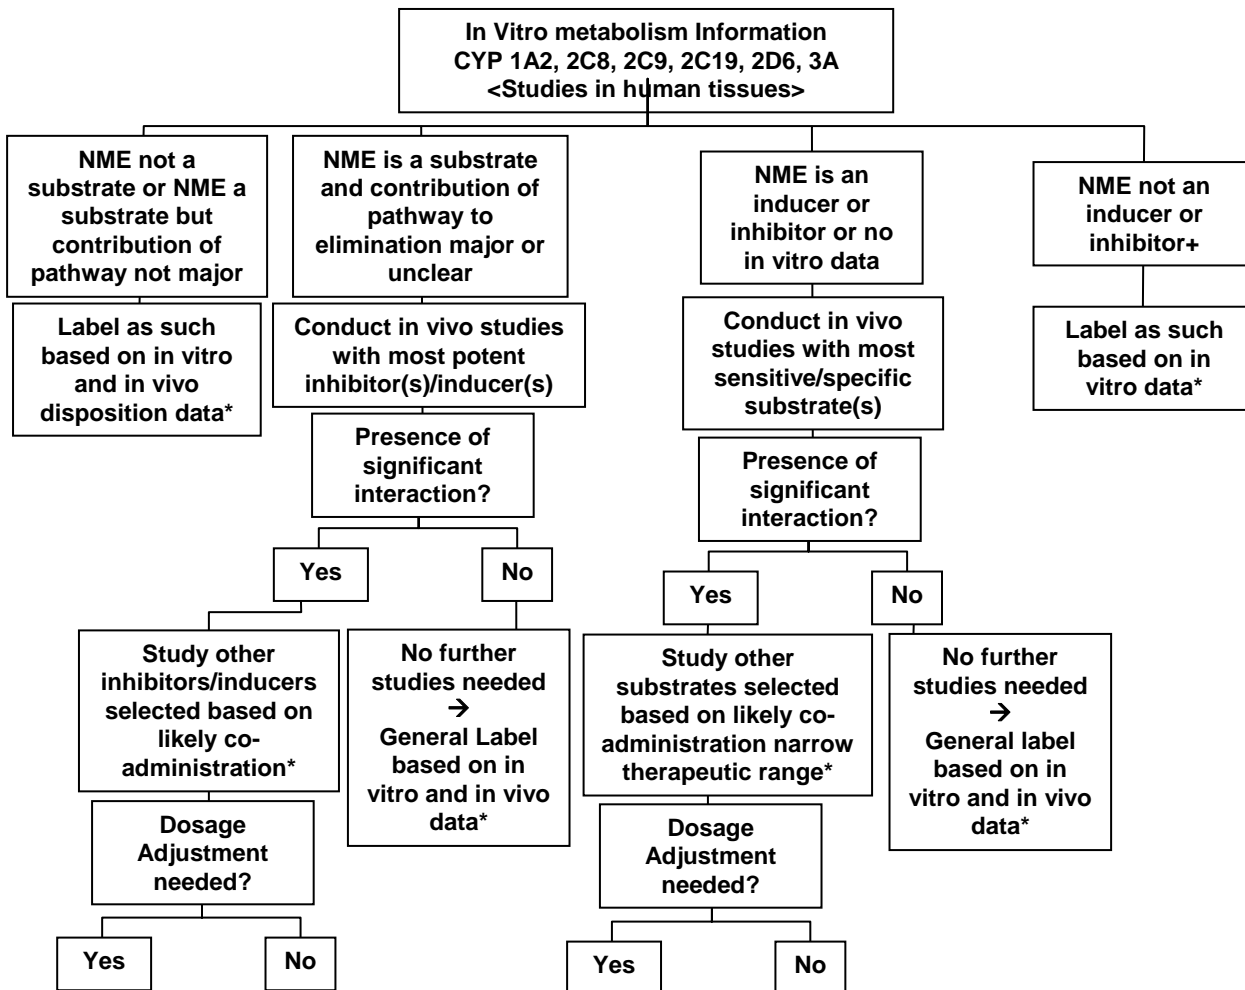 In Vitro metabolism Information
CYP 1A2, 2C8, 2C9, 2C19, 2D6, 3A
<Studies in human tissues>
NME not a
substrate or NME a
substrate but
contribution of
pathway not major
NME is a substrate
and contribution of
pathway to
elimination major or
unclear
NME is an
inducer or
inhibitor or no
in vitro data
NME not an
inducer or
inhibitor+
Label as such
based on in vitro
and in vivo
disposition data*
Conduct in vivo studies
with most potent
inhibitor(s)/inducer(s)
Conduct in vivo
studies with most
sensitive/specific
substrate(s)
Label as such
based on in
vitro data*
Presence of
significant
interaction?
Presence of
significant
interaction?
Yes
No
Yes
No
Study other
inhibitors/inducers
selected based on
likely co-
administration*
No further
studies needed
→
General Label
based on in
vitro and in vivo
data*
Study other
substrates selected
based on likely co-
administration narrow
therapeutic range*
No further
studies needed
→
General label
based on in
vitro and in vivo
data*
Dosage
Adjustment
needed?
Dosage
Adjustment
needed?
Yes
No
Yes
No